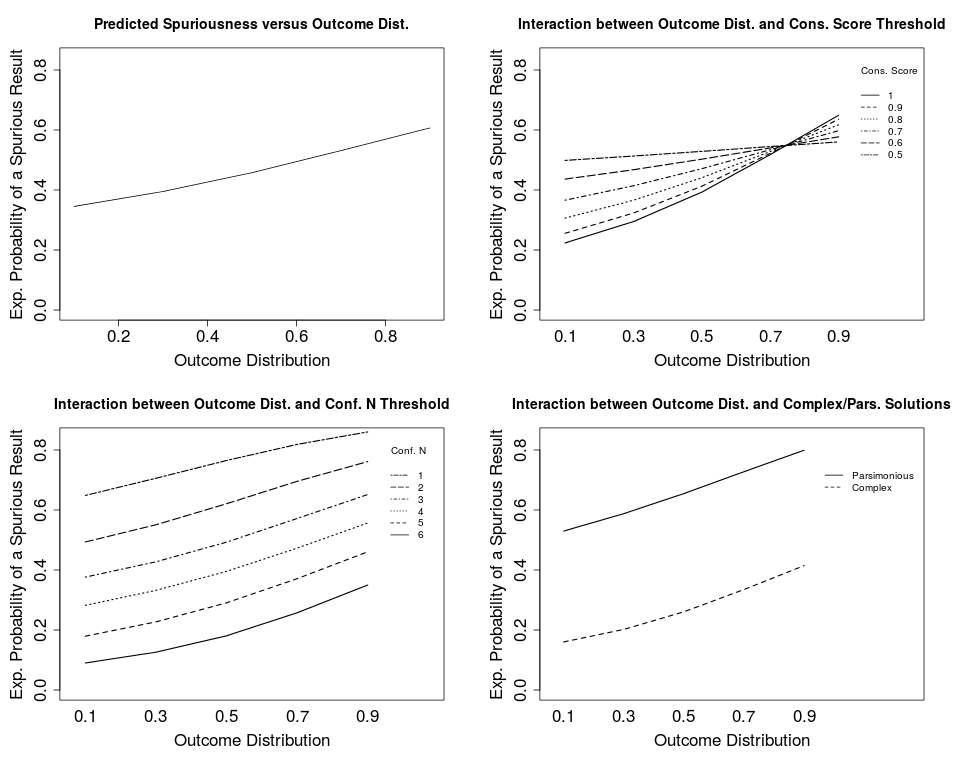 Predicted Spuriousness versus Outcome Dist.
Exp. Probability of a Spurious Result
0.8
0.6
0.4
0.2
0.0
0.2 0.4 0.6 0.8
Outcome Distribution
Interaction between Outcome Dist. and Cons. Score Threshold
Exp. Probability of a Spurious Result
0.8
0.6
0.4
0.2
0.0
Cons. Score
1
0.9
0.8
0.7
0.6
0.5
0.1 0.3 0.5 0.7 0.9
Outcome Distribution
Interaction between Outcome Dist. and Conf. N Threshold
Exp. Probability of a Spurious Result
0.8
0.6
0.4
0.2
0.0
Conf. N
1
2
3
4
5
6
0.1 0.3 0.5 0.7 0.9
Outcome Distribution
Interaction between Outcome Dist. and Complex/Pars. Solutions
Exp. Probability of a Spurious Result
0.8
0.6
0.4
0.2
0.0
Parsimonious
Complex
0.1 0.3 0.5 0.7 0.9
Outcome Distribution